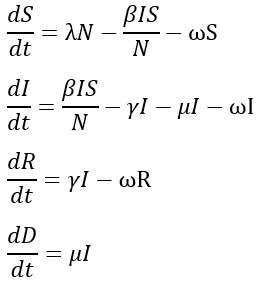 dS/dt = λN − βIS/N − ωS
dI/dt = βIS/N − γI − μI − ωI
dR/dt = γI − ωR
dD/dt = μI